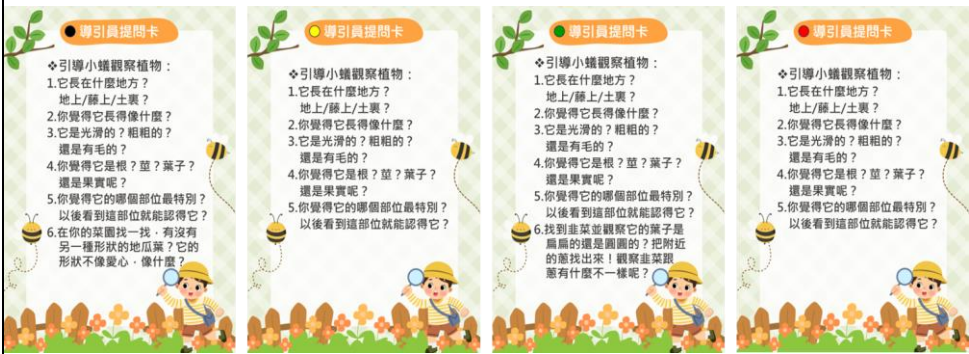 導引員提問卡
❖引導小蟻觀察植物：
1.它長在什麼地方？
地上/藤上/土裏？
2.你覺得它長得像什麼？
3.它是光滑的？粗粗的？
還是有毛的？
4.你覺得它是根？莖？葉子？
還是果實呢？
5.你覺得它的哪個部位最特別？
以後看到這部位就能認得它？
6.在你的菜園找一找，有沒有
另一種形狀的地瓜葉？它的
形狀不像愛心，像什麼？
導引員提問卡
❖引導小蟻觀察植物：
1.它長在什麼地方？
地上/藤上/土裏？
2.你覺得它長得像什麼？
3.它是光滑的？粗粗的？
還是有毛的？
4.你覺得它是根？莖？葉子？
還是果實呢？
5.你覺得它的哪個部位最特別？
以後看到這部位就能認得它？
導引員提問卡
❖引導小蟻觀察植物：
1.它長在什麼地方？
地上/藤上/土裏？
2.你覺得它長得像什麼？
3.它是光滑的？粗粗的？
還是有毛的？
4.你覺得它是根？莖？葉子？
還是果實呢？
5.你覺得它的哪個部位最特別？
以後看到這部位就能認得它？
6.找到韭菜並觀察它的葉子是
扁扁的還是圓圓的？把附近
的蔥找出來！觀察韭菜跟
蔥有什麼不一樣呢？
導引員提問卡
❖引導小蟻觀察植物：
1.它長在什麼地方？
地上/藤上/土裏？
2.你覺得它長得像什麼？
3.它是光滑的？粗粗的？
還是有毛的？
4.你覺得它是根？莖？葉子？
還是果實呢？
5.你覺得它的哪個部位最特別？
以後看到這部位就能認得它？